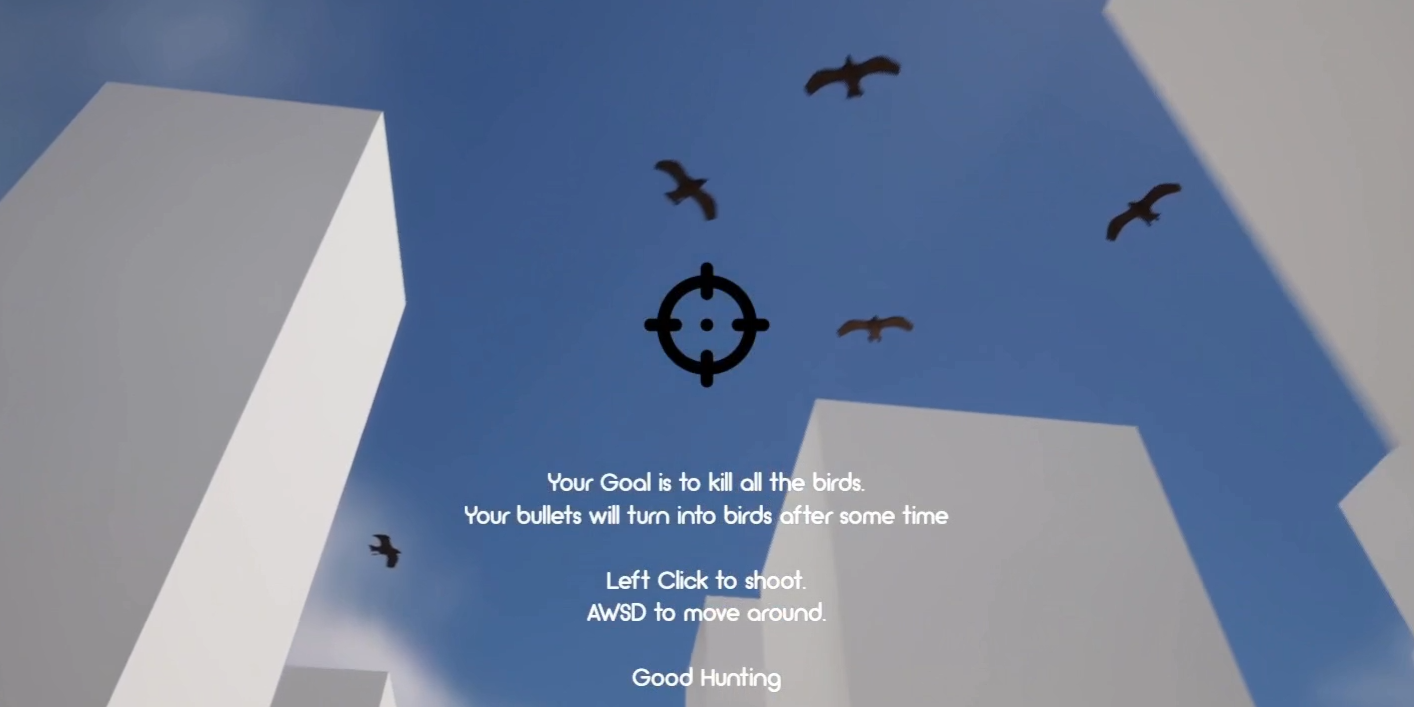 Your Goal is to kill all the birds.
Your bullets will turn into birds after some time
Left Click to shoot.
AWSD to move around.
Good Hunting